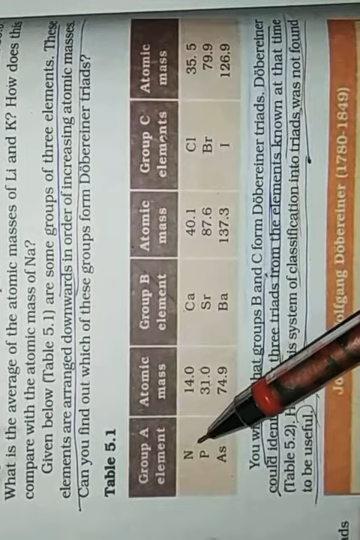 What is the average of the atomic masses of Li and K? How does this
compare with the atomic mass of Na?
Given below (Table 5.1) are some groups of three elements. These
elements are arranged downwards in order of increasing atomic masses.
Can you find out which of these groups form Döbereiner triads?
Table 5.1
Group A element Atomic mass Group B element Atomic mass Group C elements Atomic mass
N 14.0 Ca 40.1 Cl 35.5
P 31.0 Sr 87.6 Br 79.9
As 74.9 Ba 137.3 I 126.9
You hat groups B and C form Döbereiner triads. Döbereiner
could three triads from the elements known at that time
(Table 5.2). is system of classification into triads was not found
to be useful.
olfgang Döbereiner (1780-1849)
ads